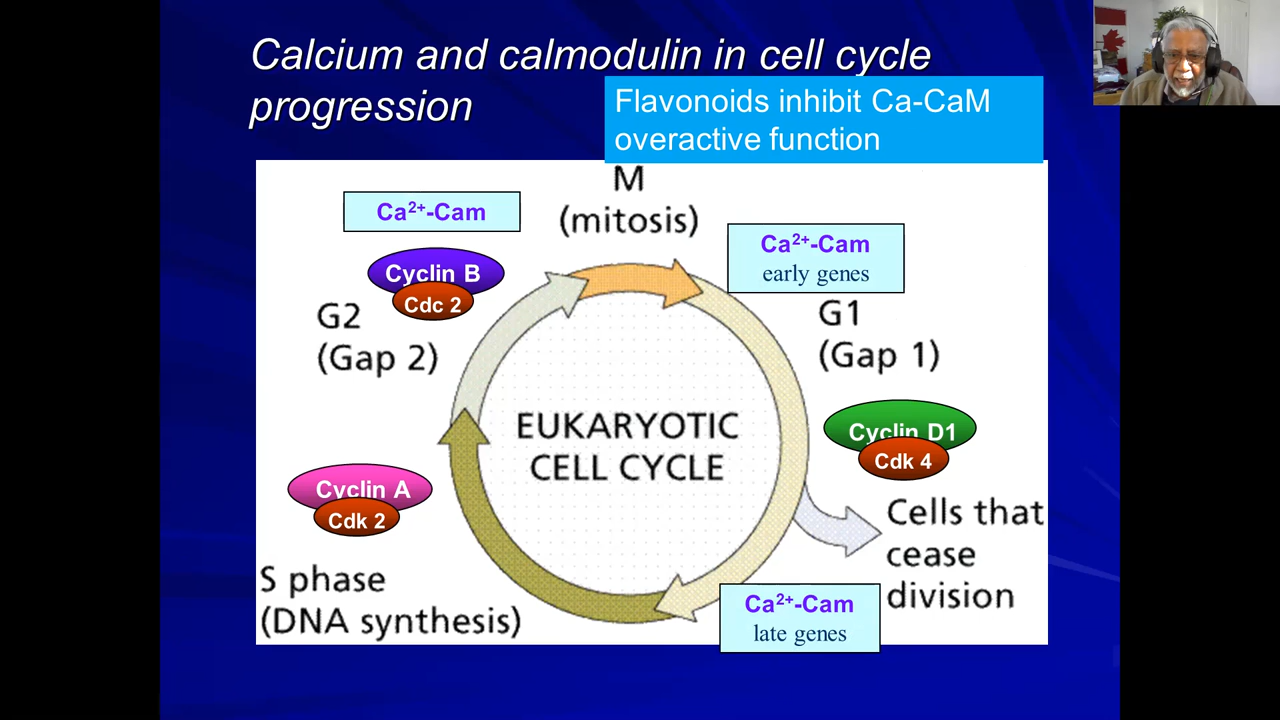 Calcium and calmodulin in cell cycle
progression
Flavonoids inhibit Ca-CaM
overactive function
M
(mitosis)
Ca²⁺-Cam
Ca²⁺-Cam
early genes
Cyclin B
Cdc 2
G2
(Gap 2)
G1
(Gap 1)
EUKARYOTIC
CELL CYCLE
Cyclin D1
Cdk 4
Cyclin A
Cdk 2
Cells that
cease
division
S phase
(DNA synthesis)
Ca²⁺-Cam
late genes